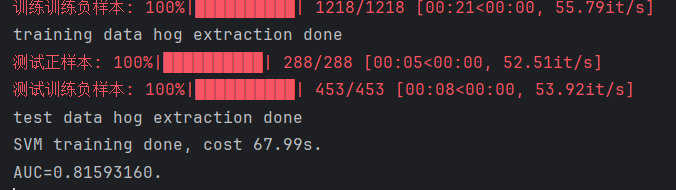 训练训练负样本: 100%|██████████| 1218/1218 [00:21<00:00, 55.79it/s]
training data hog extraction done
测试正样本: 100%|██████████| 288/288 [00:05<00:00, 52.51it/s]
测试训练负样本: 100%|██████████| 453/453 [00:08<00:00, 53.92it/s]
test data hog extraction done
SVM training done, cost 67.99s.
AUC=0.81593160.